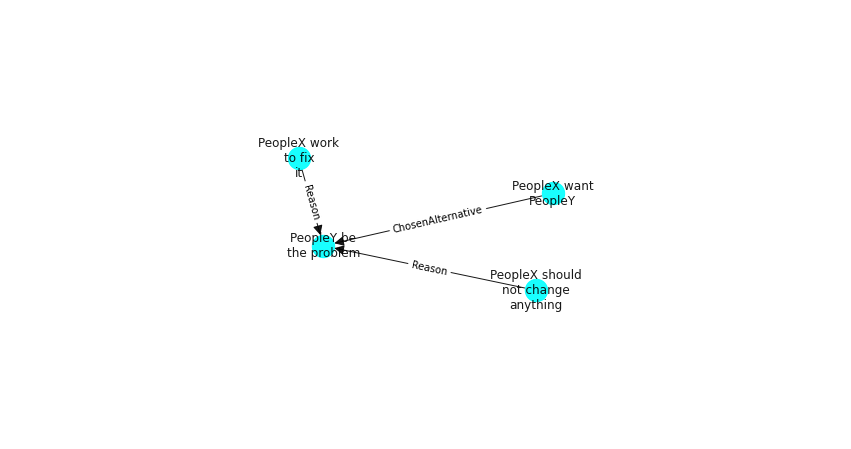 PeopleX work
to fix
it
Reason
PeopleX want
PeopleY
ChosenAlternative
PeopleY be
the problem
Reason
PeopleX should
not change
anything